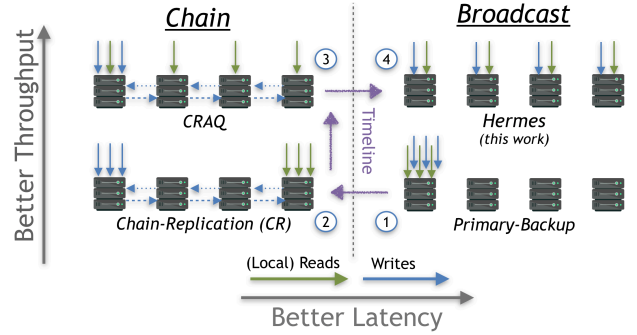 Chain
Broadcast
3
4
CRAQ
Hermes
(this work)
Timeline
Better Throughput
Chain-Replication (CR)
2
1
Primary-Backup
(Local) Reads
Writes
Better Latency